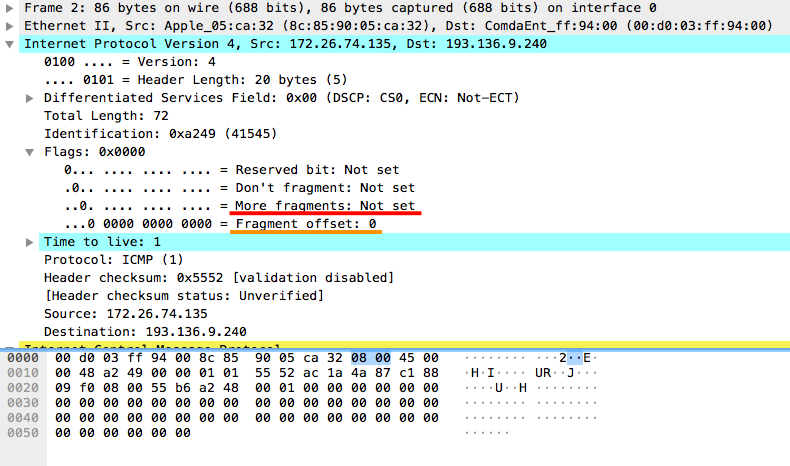 Frame 2: 86 bytes on wire (688 bits), 86 bytes captured (688 bits) on interface 0
Ethernet II, Src: Apple_05:ca:32 (8c:85:90:05:ca:32), Dst: ComdaEnt_ff:94:00 (00:d0:03:ff:94:00)
Internet Protocol Version 4, Src: 172.26.74.135, Dst: 193.136.9.240
0100 .... = Version: 4
.... 0101 = Header Length: 20 bytes (5)
Differentiated Services Field: 0x00 (DSCP: CS0, ECN: Not-ECT)
Total Length: 72
Identification: 0xa249 (41545)
Flags: 0x0000
0... .... .... .... = Reserved bit: Not set
.0.. .... .... .... = Don't fragment: Not set
..0. .... .... .... = More fragments: Not set
...0 0000 0000 0000 = Fragment offset: 0
Time to live: 1
Protocol: ICMP (1)
Header checksum: 0x5552 [validation disabled]
[Header checksum status: Unverified]
Source: 172.26.74.135
Destination: 193.136.9.240
Internet Control Message Protocol
0000 00 d0 03 ff 94 00 8c 85 90 05 ca 32 08 00 45 00 ········ ···2··E·
0010 00 48 a2 49 00 00 01 01 55 52 ac 1a 4a 87 c1 88 ·H·I···· UR··J···
0020 09 f0 08 00 55 b6 a2 48 00 01 00 00 00 00 00 00 ····U··H ········
0030 00 00 00 00 00 00 00 00 00 00 00 00 00 00 00 00 ········ ········
0040 00 00 00 00 00 00 00 00 00 00 00 00 00 00 00 00 ········ ········
0050 00 00 00 00 00 00 ······